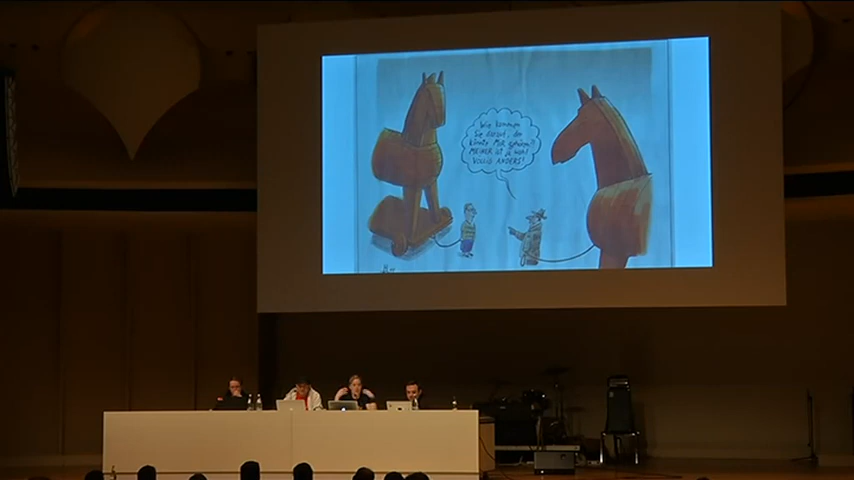 Wie kommen
Sie darauf, der
könnte MIR gehören?!
MEINER ist ja wohl
VÖLLIG ANDERS!